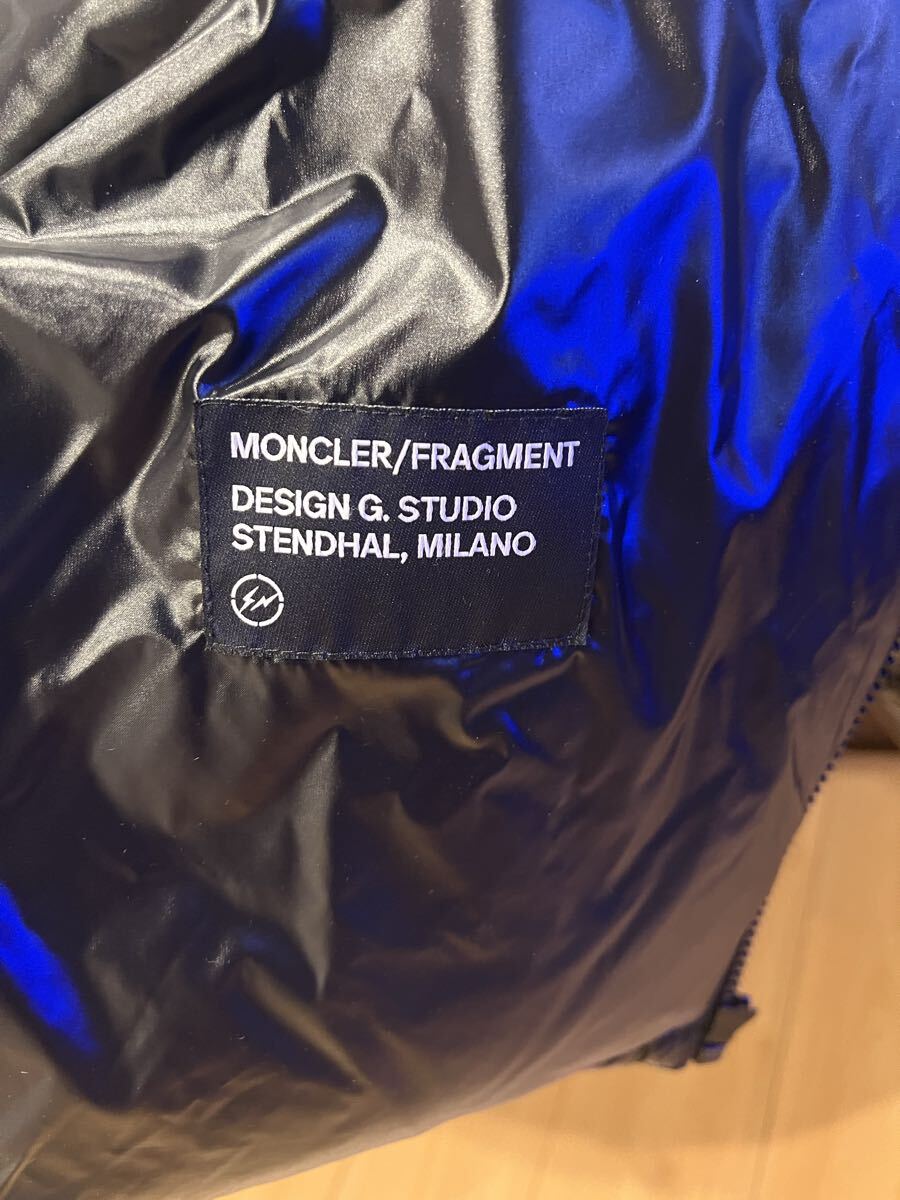 MONCLER/FRAGMENT
DESIGN G. STUDIO
STENDHAL, MILANO